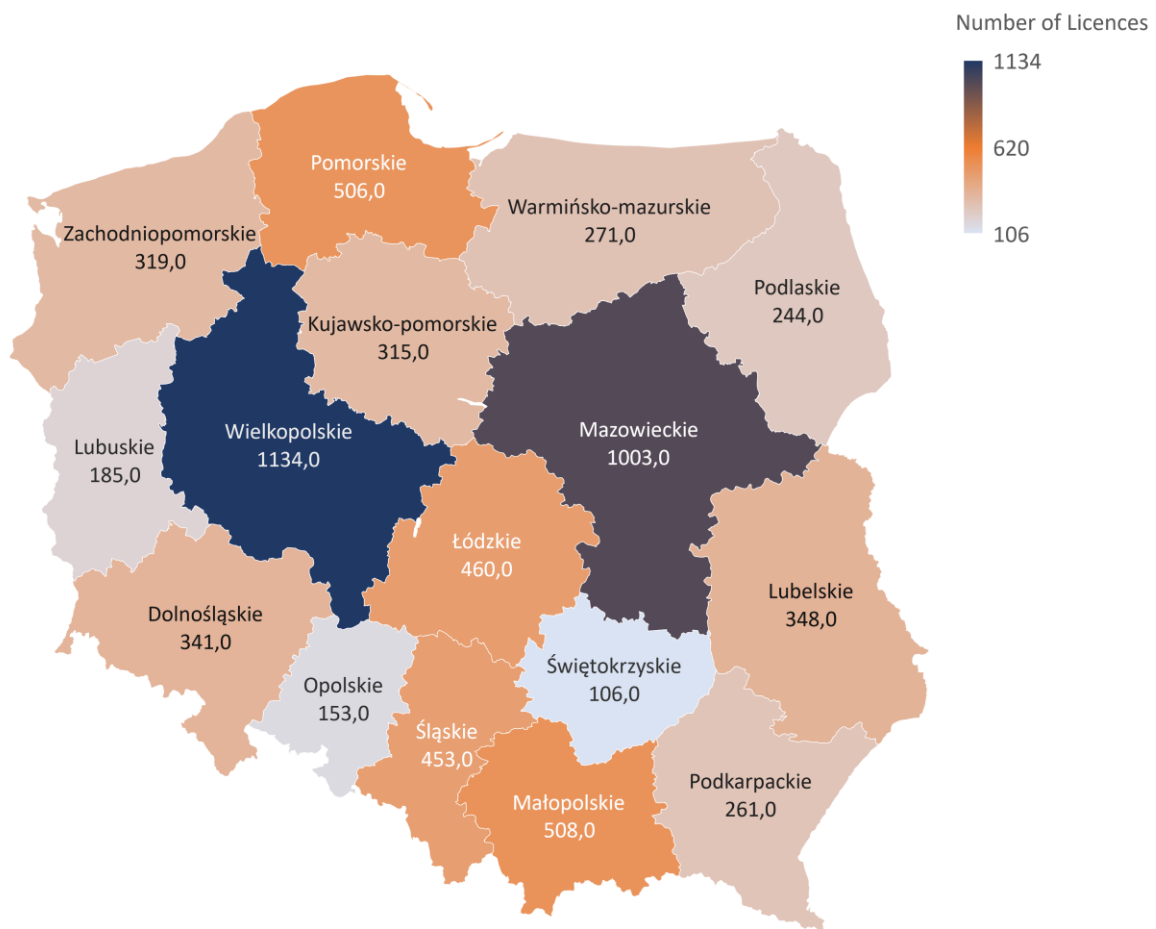 Number of Licences
1134
620
106
Pomorskie
506,0
Warmińsko-mazurskie
271,0
Zachodniopomorskie
319,0
Podlaskie
244,0
Kujawsko-pomorskie
315,0
Wielkopolskie
1134,0
Mazowieckie
1003,0
Lubuskie
185,0
Łódzkie
460,0
Lubelskie
348,0
Dolnośląskie
341,0
Świętokrzyskie
106,0
Opolskie
153,0
Śląskie
453,0
Podkarpackie
261,0
Małopolskie
508,0